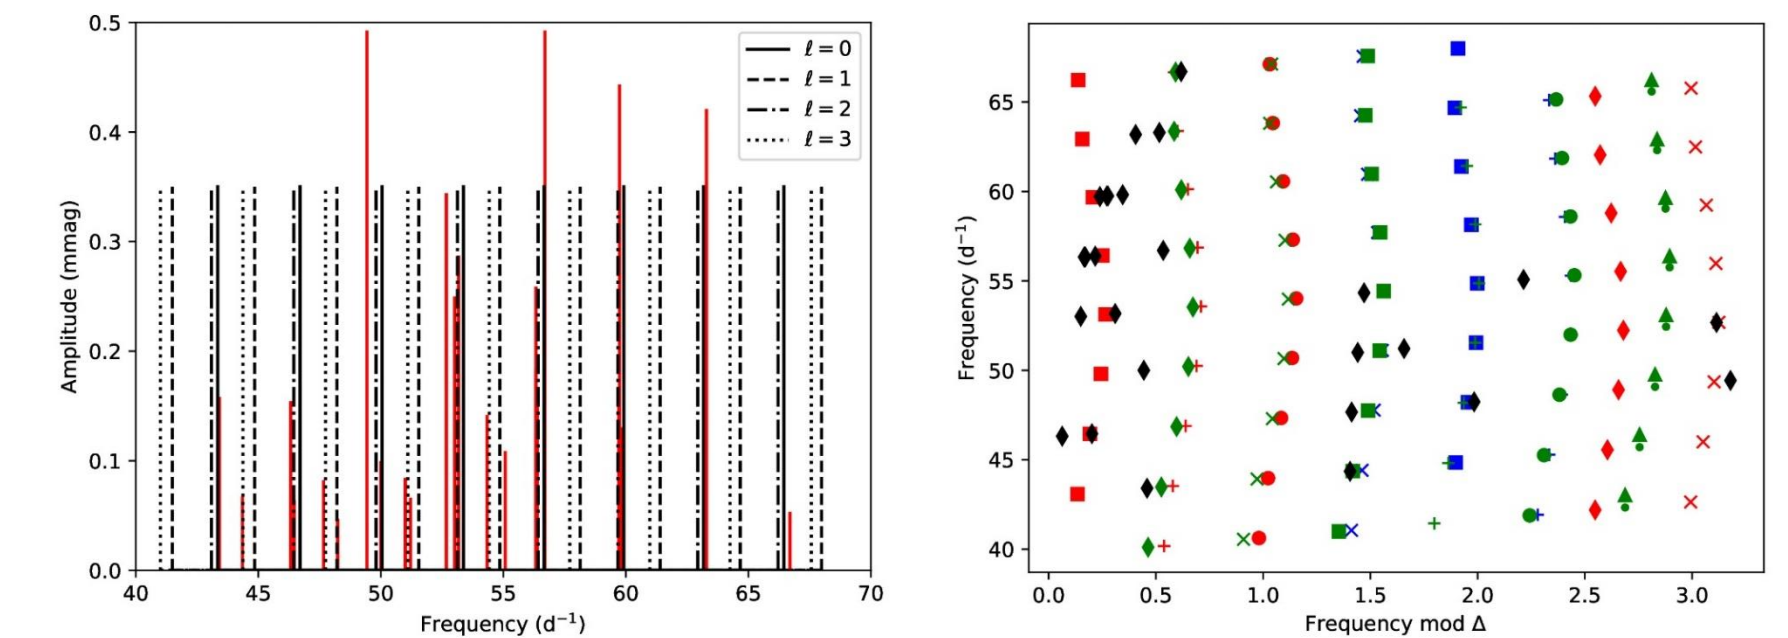 0.5
0.4
0.3
0.2
0.1
0.0
Amplitude (mmag)
40 45 50 55 60 65 70
Frequency (d⁻¹)
ℓ = 0
ℓ = 1
ℓ = 2
ℓ = 3
65
60
55
50
45
40
Frequency (d⁻¹)
0.0 0.5 1.0 1.5 2.0 2.5 3.0
Frequency mod Δ